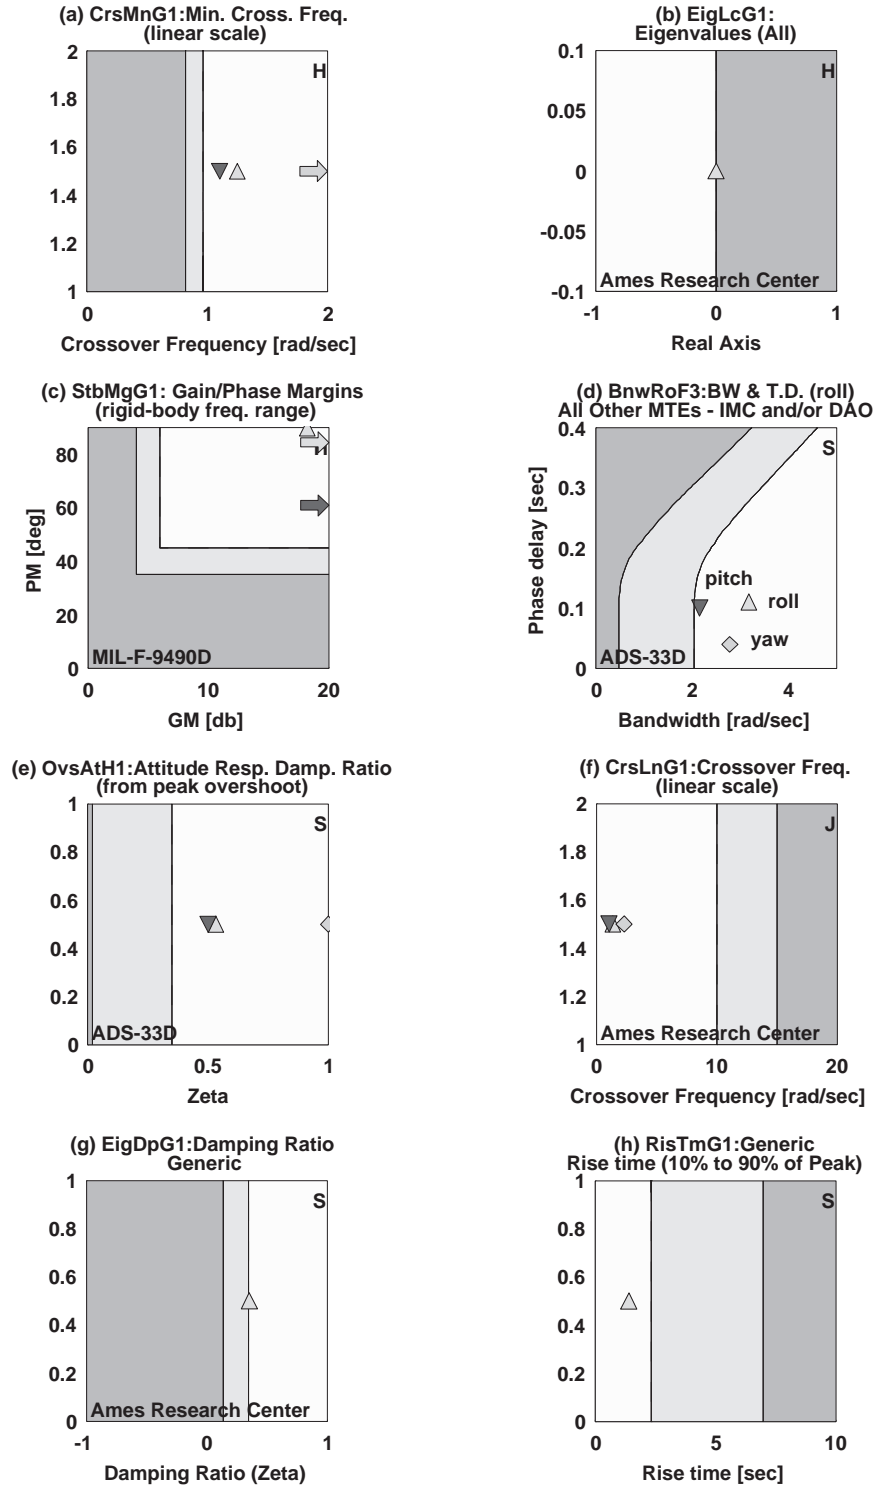 (a) CrsMnG1:Min. Cross. Freq.
(linear scale)
H
2
1.8
1.6
1.4
1.2
1
0
1
2
Crossover Frequency [rad/sec]
(b) EigLcG1:
Eigenvalues (All)
H
0.1
0.05
0
-0.05
-0.1
Ames Research Center
-1
0
1
Real Axis
(c) StbMgG1: Gain/Phase Margins
(rigid-body freq. range)
H
80
60
40
20
0
PM [deg]
MIL-F-9490D
0
10
20
GM [db]
(d) BnwRoF3:BW & T.D. (roll)
All Other MTEs - IMC and/or DAO
S
0.4
0.3
0.2
0.1
0
Phase delay [sec]
pitch
roll
yaw
ADS-33D
0
2
4
Bandwidth [rad/sec]
(e) OvsAtH1:Attitude Resp. Damp. Ratio
(from peak overshoot)
S
1
0.8
0.6
0.4
0.2
0
ADS-33D
0
0.5
1
Zeta
(f) CrsLnG1:Crossover Freq.
(linear scale)
J
2
1.8
1.6
1.4
1.2
1
Ames Research Center
0
10
20
Crossover Frequency [rad/sec]
(g) EigDpG1:Damping Ratio
Generic
S
1
0.8
0.6
0.4
0.2
0
Ames Research Center
-1
0
1
Damping Ratio (Zeta)
(h) RisTmG1:Generic
Rise time (10% to 90% of Peak)
S
1
0.8
0.6
0.4
0.2
0
0
5
10
Rise time [sec]